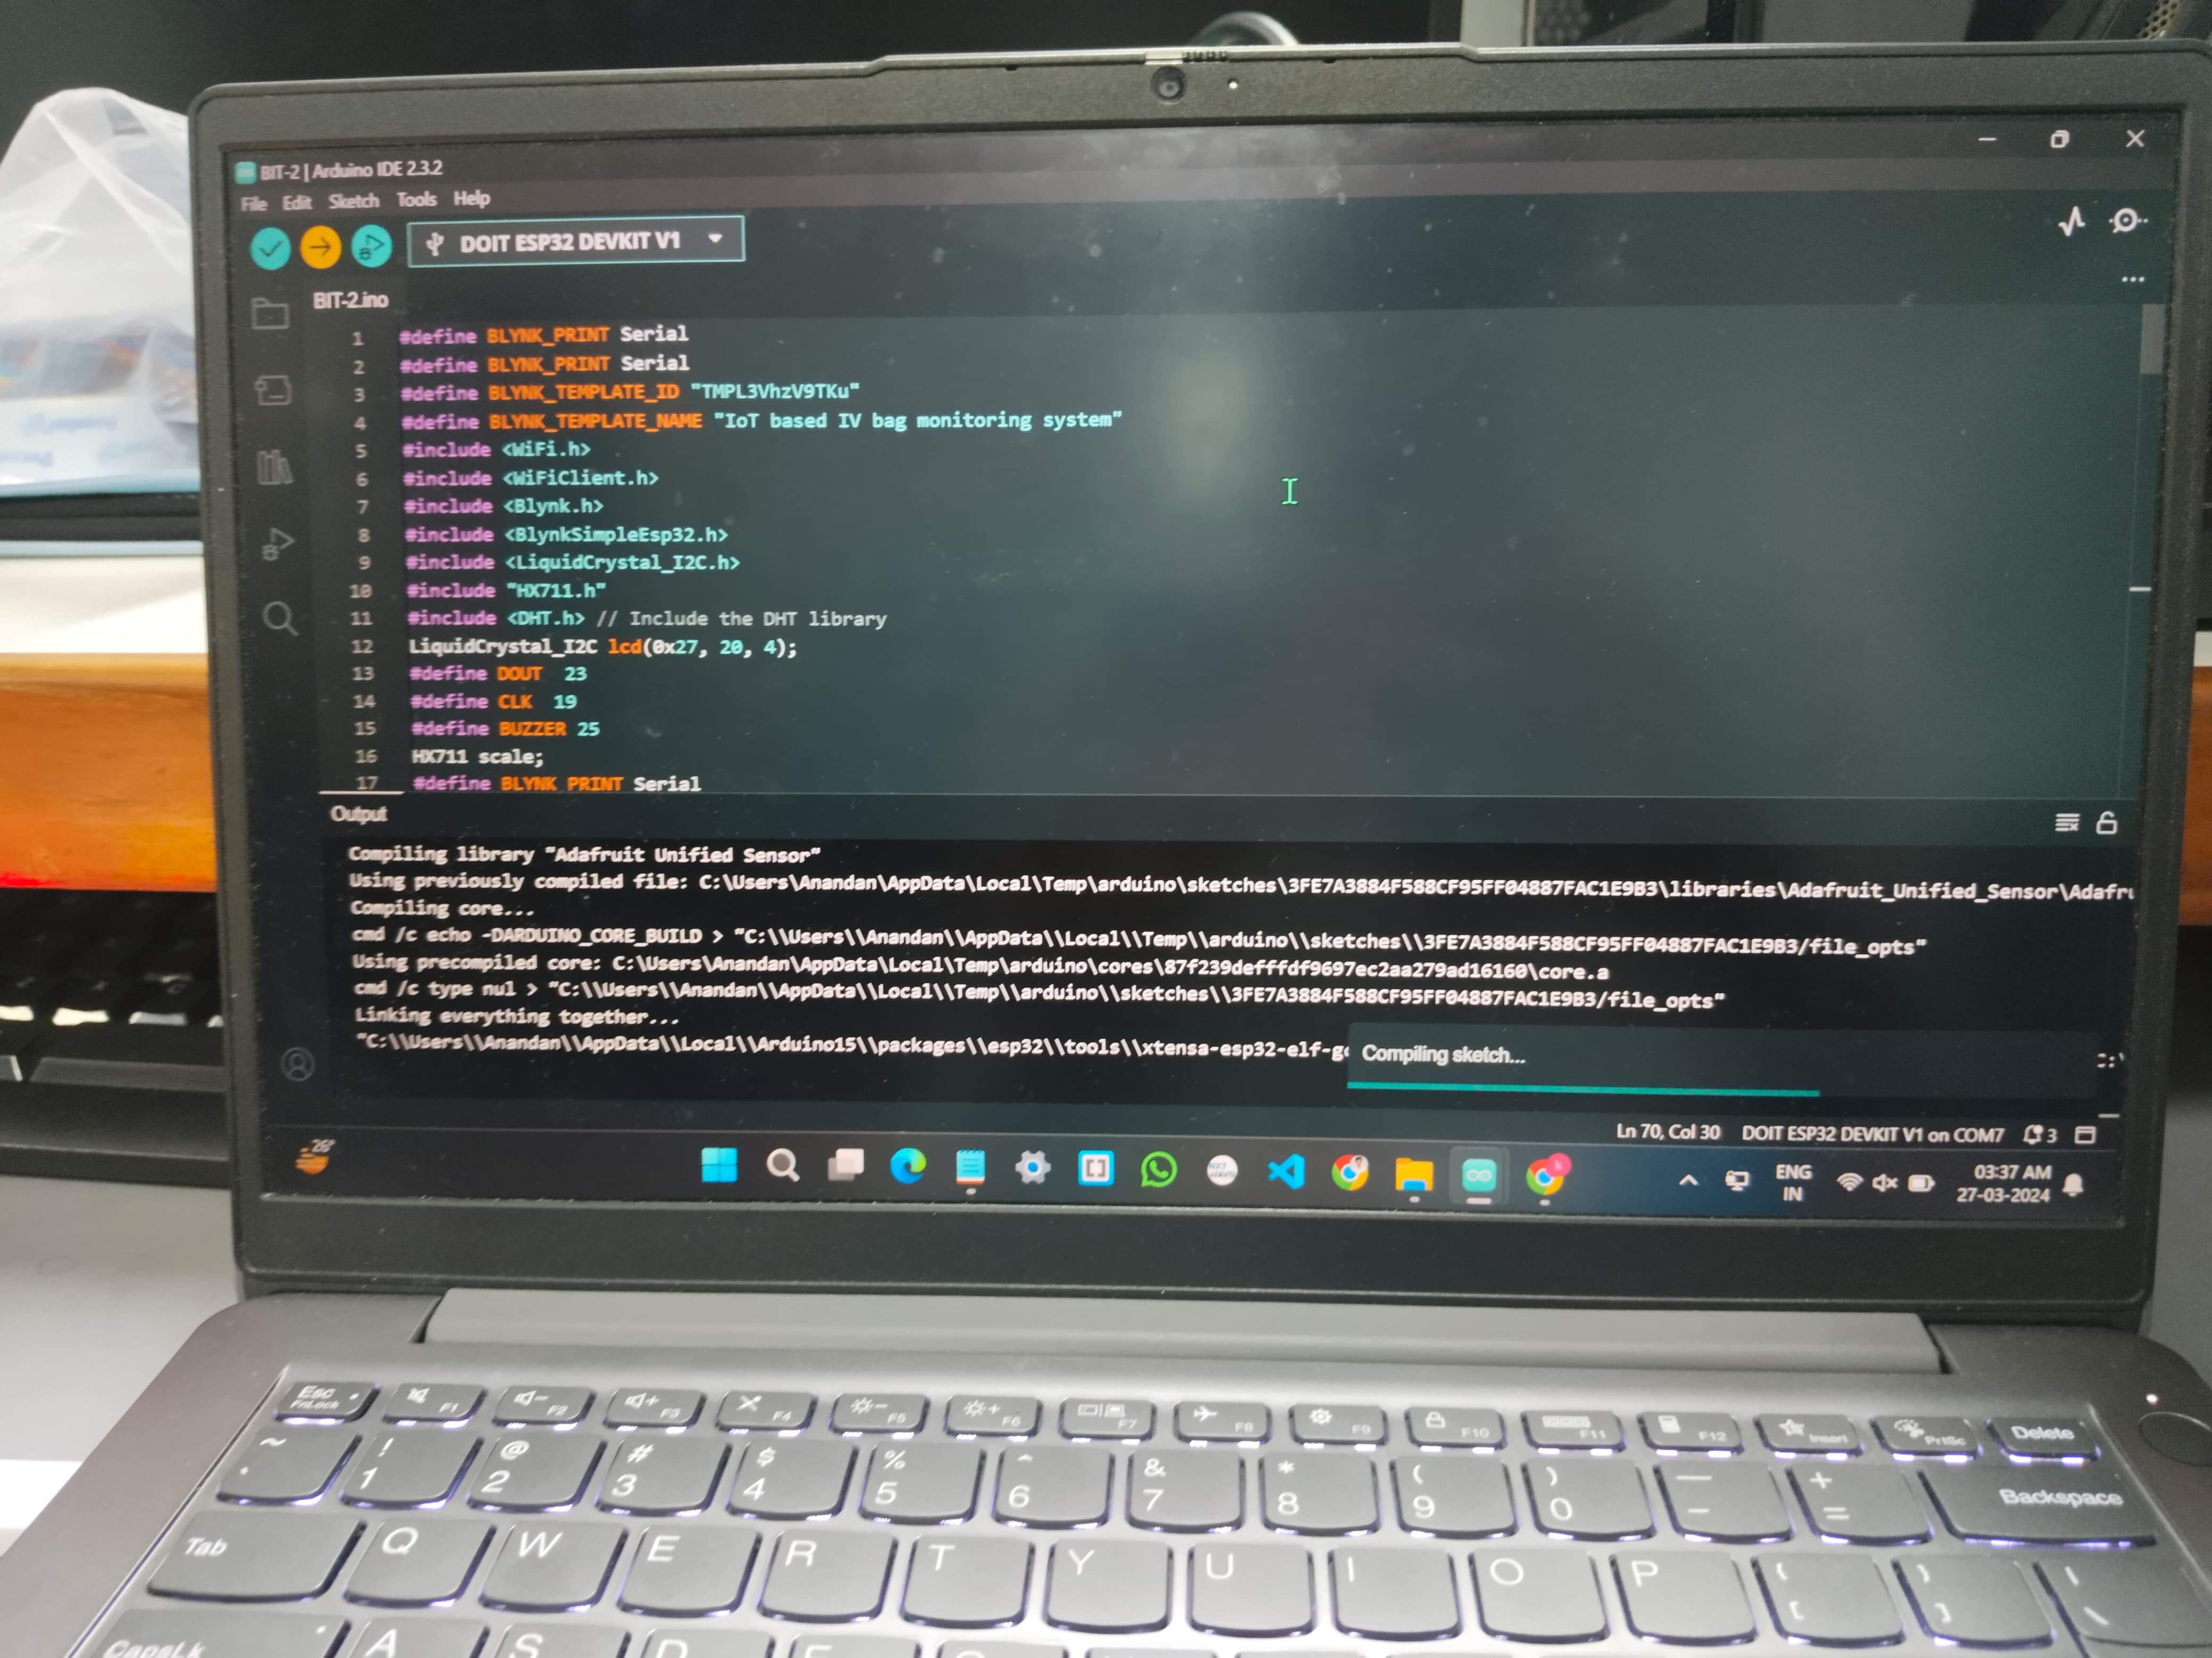 BIT-2 | Arduino IDE 2.3.2
File Edit Sketch Tools Help
DOIT ESP32 DEVKIT V1
BIT-2.ino
1 #define BLYNK_PRINT Serial
2 #define BLYNK_PRINT Serial
3 #define BLYNK_TEMPLATE_ID "TMPL3VhzV9TKu"
4 #define BLYNK_TEMPLATE_NAME "IoT based IV bag monitoring system"
5 #include <WiFi.h>
6 #include <WiFiClient.h>
7 #include <Blynk.h>
8 #include <BlynkSimpleEsp32.h>
9 #include <LiquidCrystal_I2C.h>
10 #include "HX711.h"
11 #include <DHT.h> // Include the DHT library
12 LiquidCrystal_I2C lcd(0x27, 20, 4);
13 #define DOUT 23
14 #define CLK 19
15 #define BUZZER 25
16 HX711 scale;
17 #define BLYNK_PRINT Serial
Output
Compiling library "Adafruit Unified Sensor"
Using previously compiled file: C:\Users\Anandan\AppData\Local\Temp\arduino\sketches\3FE7A3884F588CF95FF04887FAC1E9B3\libraries\Adafruit_Unified_Sensor\Adafru
Compiling core...
cmd /c echo -DARDUINO_CORE_BUILD > "C:\\Users\\Anandan\\AppData\\Local\\Temp\\arduino\\sketches\\3FE7A3884F588CF95FF04887FAC1E9B3/file_opts"
Using precompiled core: C:\Users\Anandan\AppData\Local\Temp\arduino\cores\87f239defffdf9697ec2aa279ad16160\core.a
cmd /c type nul > "C:\\Users\\Anandan\\AppData\\Local\\Temp\\arduino\\sketches\\3FE7A3884F588CF95FF04887FAC1E9B3/file_opts"
Linking everything together...
"C:\\Users\\Anandan\\AppData\\Local\\Arduino15\\packages\\esp32\\tools\\xtensa-esp32-elf-g
Compiling sketch...
Ln 70, Col 30 DOIT ESP32 DEVKIT V1 on COM7 3
26°
ENG
IN
03:37 AM
27-03-2024
Esc FnLock F1 F2 F3 F4 F5 F6 F7 F8 F9 F10 F11 F12 Insert PrtSc Delete
~ ! @ # $ % ^ & * ( ) — +
1 2 3 4 5 6 7 8 9 0 - = Backspace
Tab Q W E R T Y U I O P { [ } ] | \
CapsLk A S D F